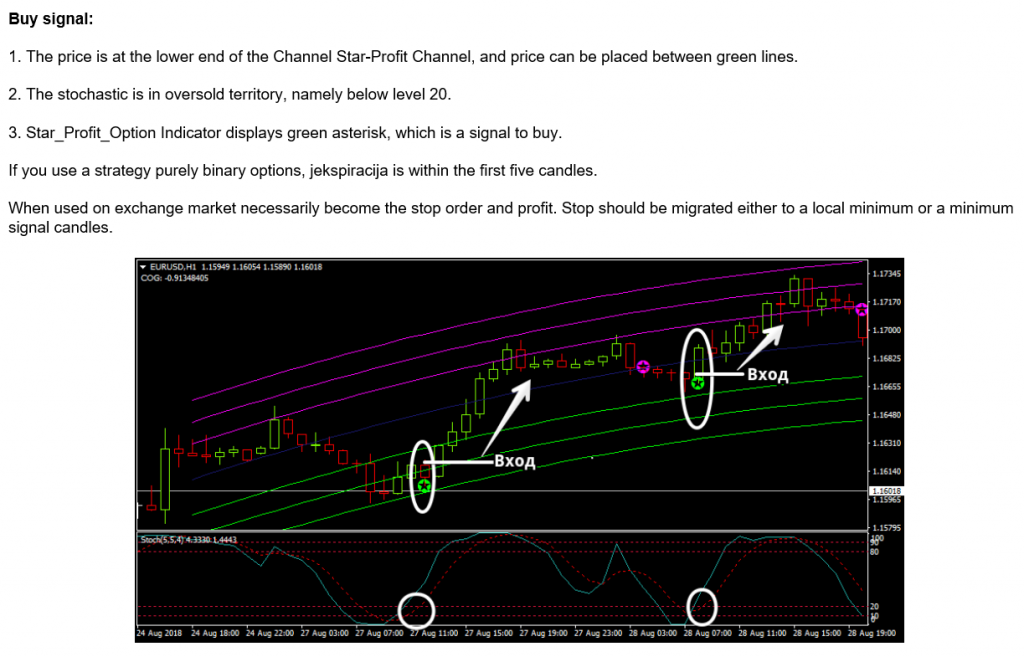 Buy signal:
1. The price is at the lower end of the Channel Star-Profit Channel, and price can be placed between green lines.
2. The stochastic is in oversold territory, namely below level 20.
3. Star_Profit_Option Indicator displays green asterisk, which is a signal to buy.
If you use a strategy purely binary options, jekspiracija is within the first five candles.
When used on exchange market necessarily become the stop order and profit. Stop should be migrated either to a local minimum or a minimum
signal candles.
EURUSD,H1 1.15949 1.16054 1.15890 1.16018
COG: -0.91348405
1.17345
1.17170
1.17000
1.16825
Вход
1.16655
1.16480
1.16310
Вход
1.16140
1.16018
1.15965
1.15795
Stoch(5,5,4) 4.3330 1.4443
100
90
80
20
10
0
24 Aug 2018 24 Aug 18:00 24 Aug 22:00 27 Aug 03:00 27 Aug 07:00 27 Aug 11:00 27 Aug 15:00 27 Aug 19:00 27 Aug 23:00 28 Aug 03:00 28 Aug 07:00 28 Aug 11:00 28 Aug 15:00 28 Aug 19:00